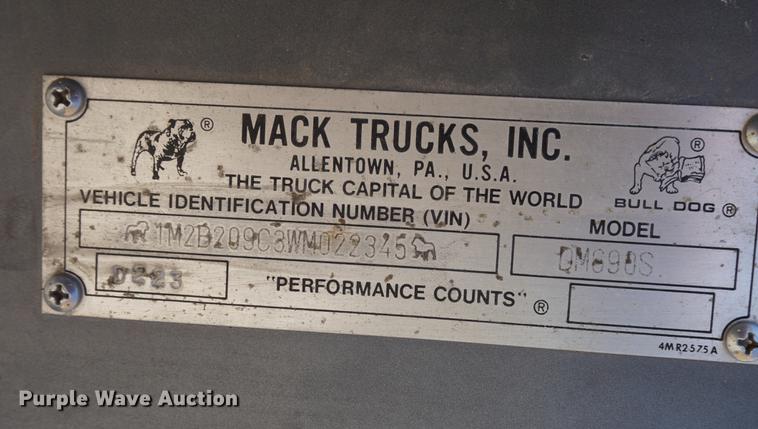 MACK TRUCKS, INC.®
ALLENTOWN, PA., U.S.A.
THE TRUCK CAPITAL OF THE WORLD
BULL DOG®
VEHICLE IDENTIFICATION NUMBER (VIN)
MODEL
1M2B209C3WM022345
DM690S
D223
"PERFORMANCE COUNTS"®
4MR2575A
Purple Wave Auction